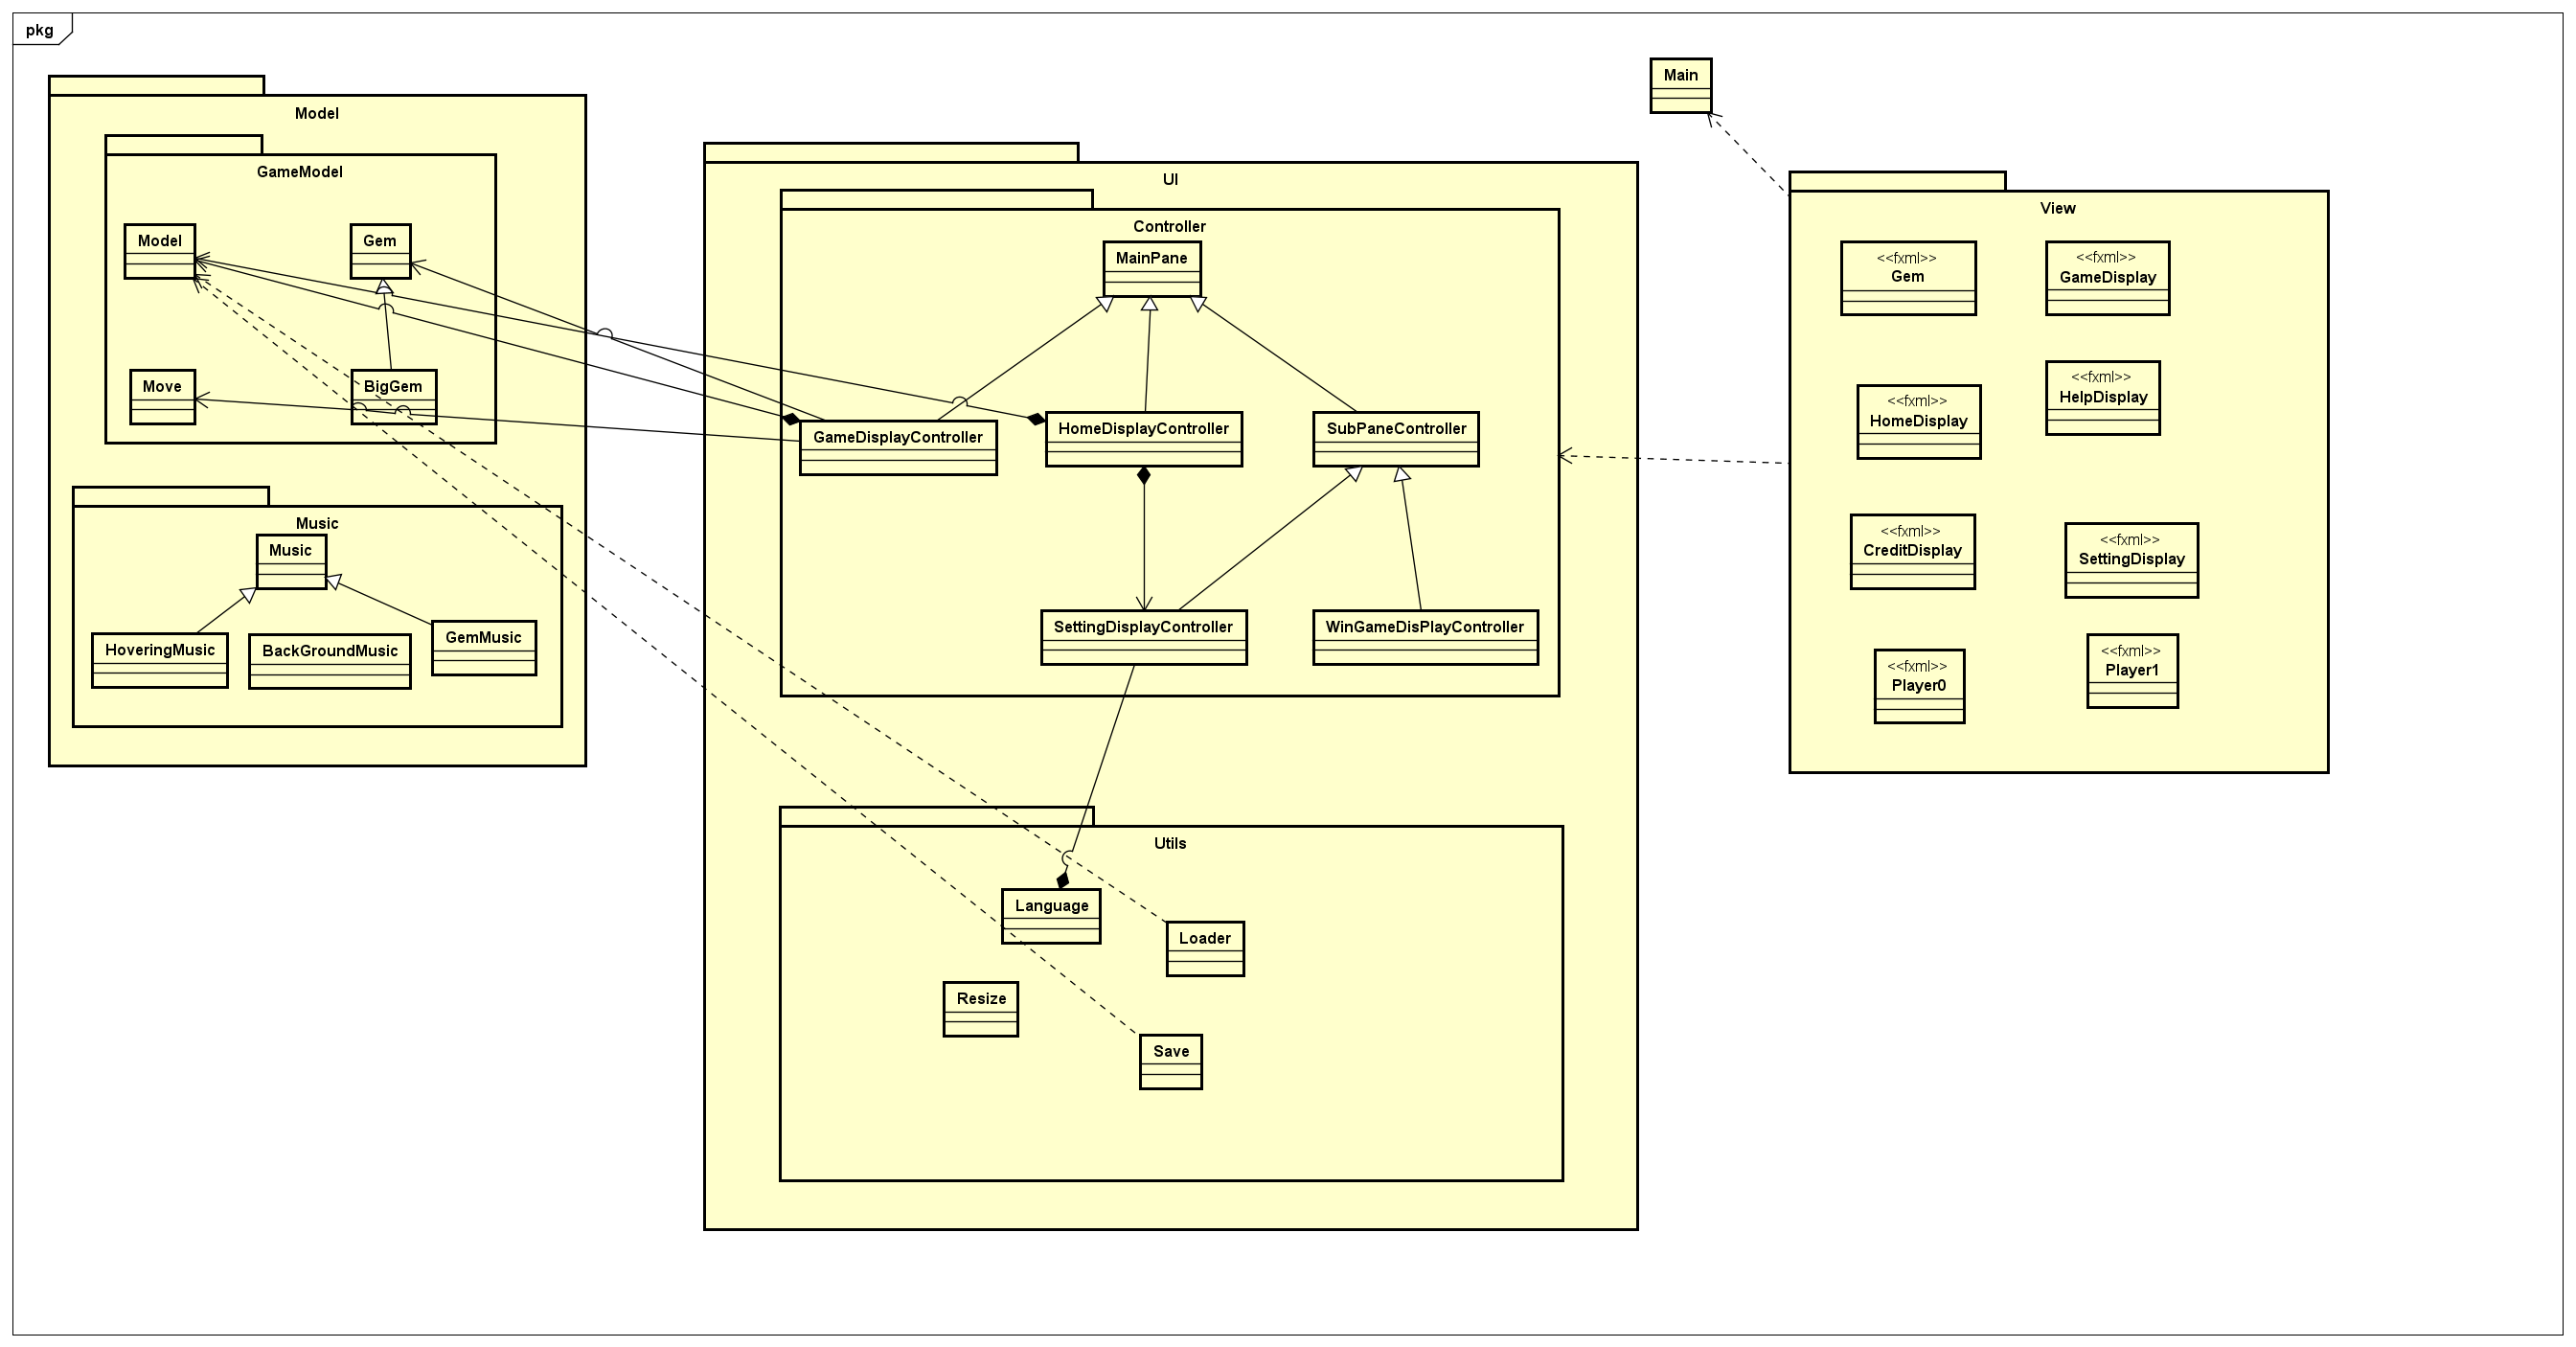 pkg
Main
Model
GameModel
Model
Gem
Move
BigGem
Music
Music
HoveringMusic
BackGroundMusic
GemMusic
UI
Controller
MainPane
GameDisplayController
HomeDisplayController
SubPaneController
SettingDisplayController
WinGameDisPlayController
Utils
Language
Loader
Resize
Save
View
<<fxml>>
Gem
<<fxml>>
GameDisplay
<<fxml>>
HomeDisplay
<<fxml>>
HelpDisplay
<<fxml>>
CreditDisplay
<<fxml>>
SettingDisplay
<<fxml>>
Player0
<<fxml>>
Player1